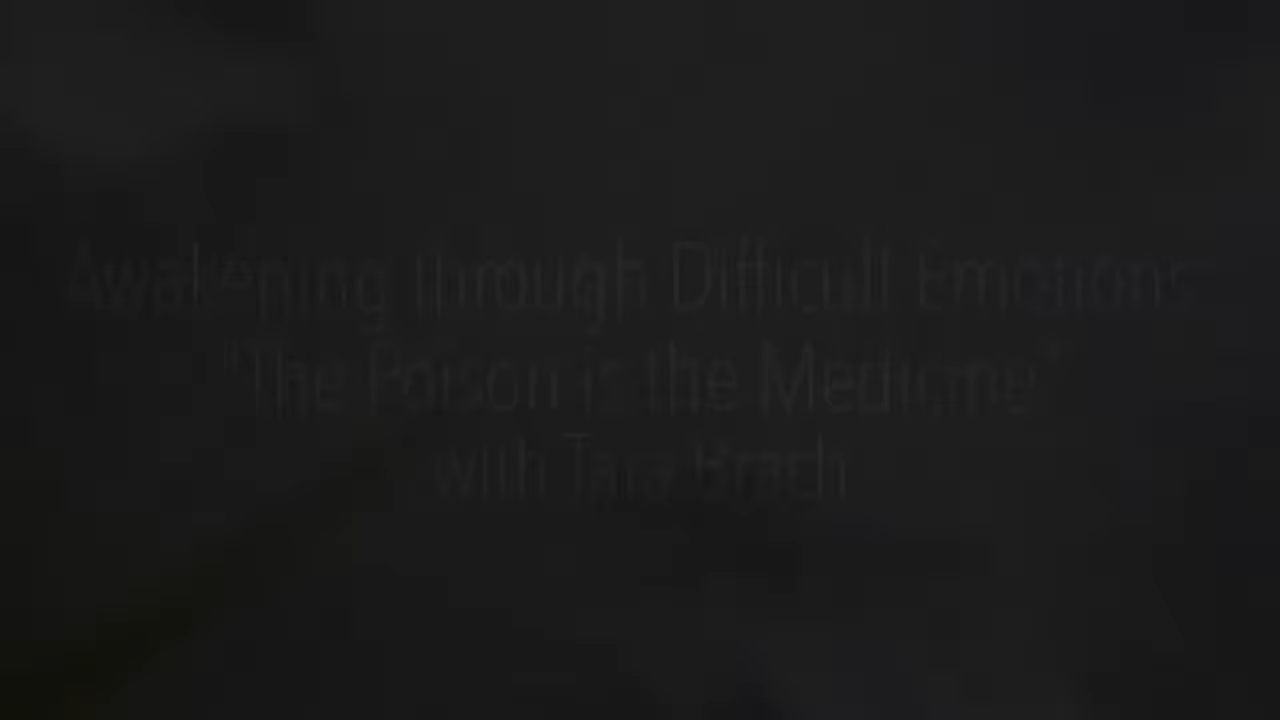 Awakening through Difficult Emotions
"The Poison is the Medicine"
with Tara Brach